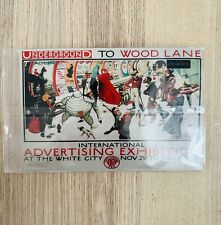 UNDERGROUND TO WOOD LANE
INTERNATIONAL
ADVERTISING EXHIBITION
AT THE WHITE CITY NOV 29